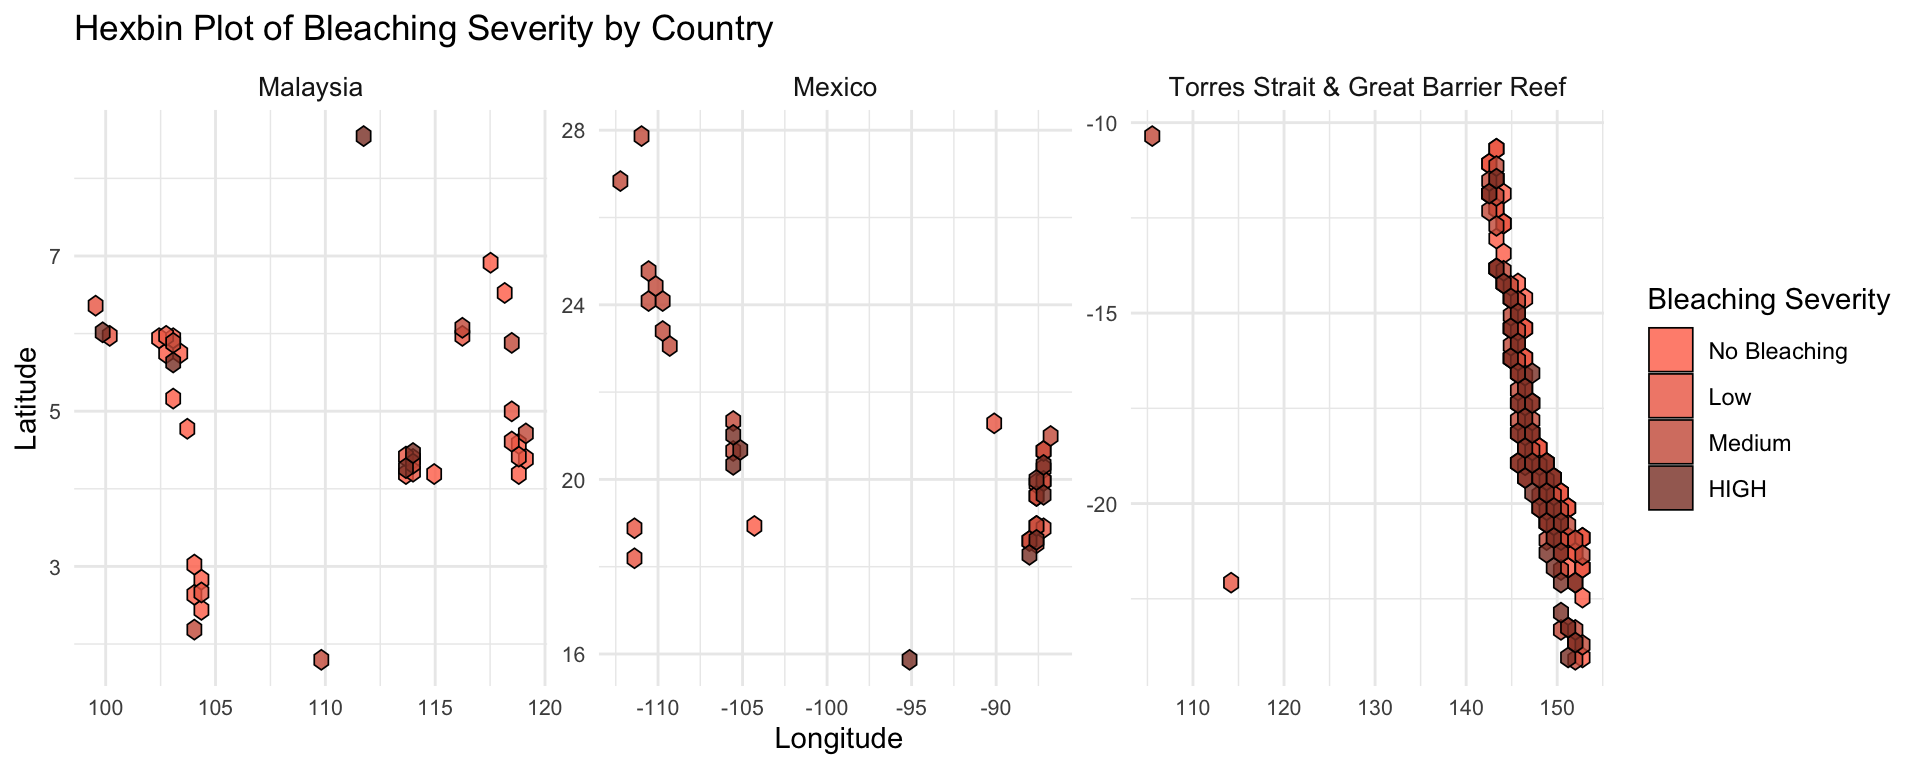 Hexbin Plot of Bleaching Severity by Country
Malaysia
Mexico
Torres Strait & Great Barrier Reef
Latitude
7
5
3
28
24
20
16
-10
-15
-20
100 105 110 115 120
-110 -105 -100 -95 -90
110 120 130 140 150
Longitude
Bleaching Severity
No Bleaching
Low
Medium
HIGH